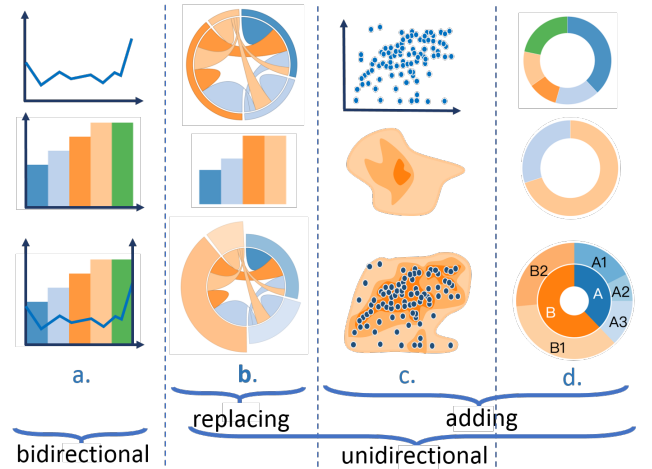 A1
A2
A3
A
B
B2
B1
a.
b.
c.
d.
replacing
adding
bidirectional
unidirectional